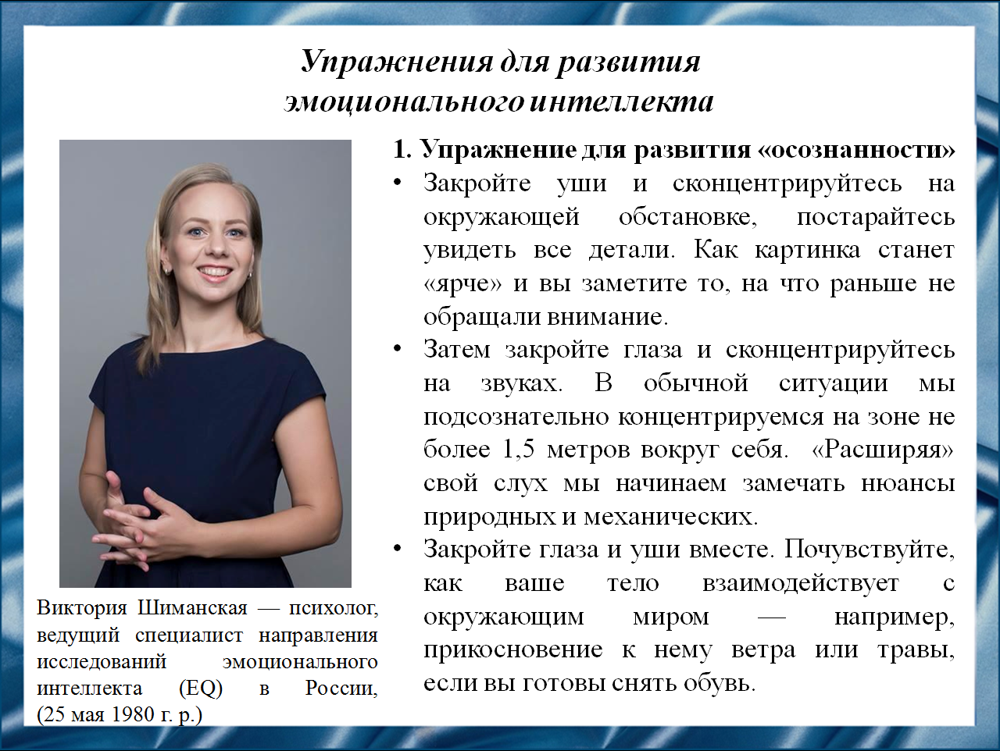 Упражнения для развития
эмоционального интеллекта
1. Упражнение для развития «осознанности»
• Закройте уши и сконцентрируйтесь на
окружающей обстановке, постарайтесь
увидеть все детали. Как картинка станет
«ярче» и вы заметите то, на что раньше не
обращали внимание.
• Затем закройте глаза и сконцентрируйтесь
на звуках. В обычной ситуации мы
подсознательно концентрируемся на зоне не
более 1,5 метров вокруг себя. «Расширяя»
свой слух мы начинаем замечать нюансы
природных и механических.
• Закройте глаза и уши вместе. Почувствуйте,
как ваше тело взаимодействует с
окружающим миром — например,
прикосновение к нему ветра или травы,
если вы готовы снять обувь.
Виктория Шиманская — психолог,
ведущий специалист направления
исследований эмоционального
интеллекта (EQ) в России,
(25 мая 1980 г. р.)